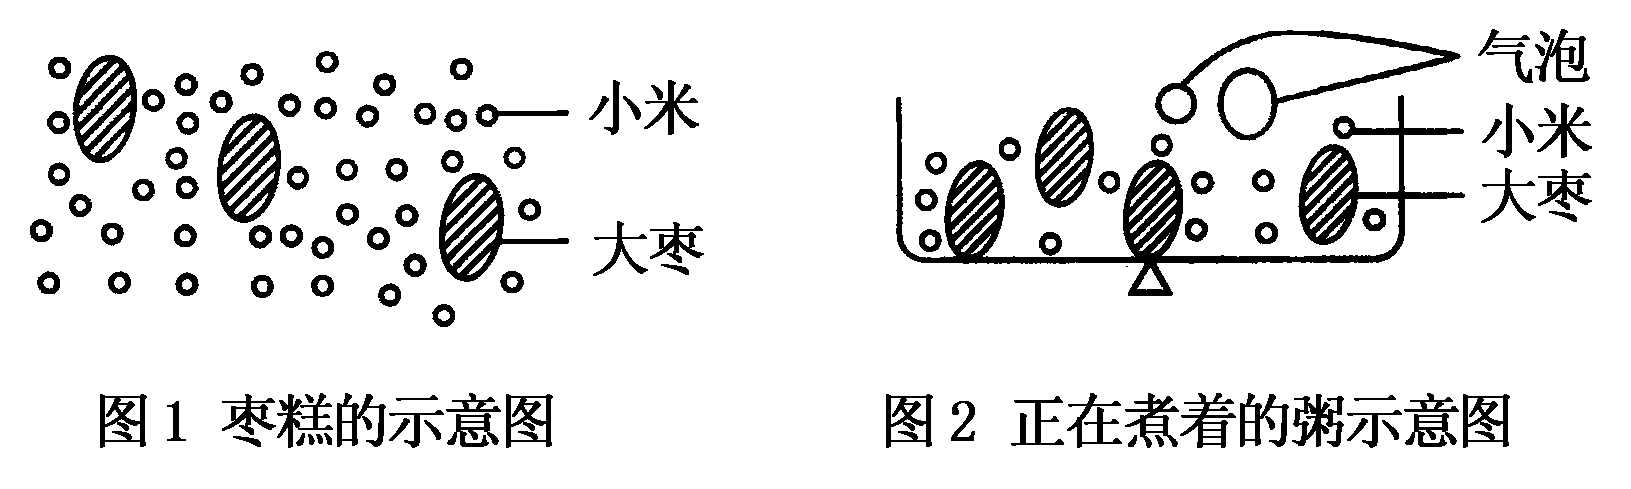 小米
大枣
图1 枣糕的示意图
气泡
小米
大枣
图2 正在煮着的粥示意图